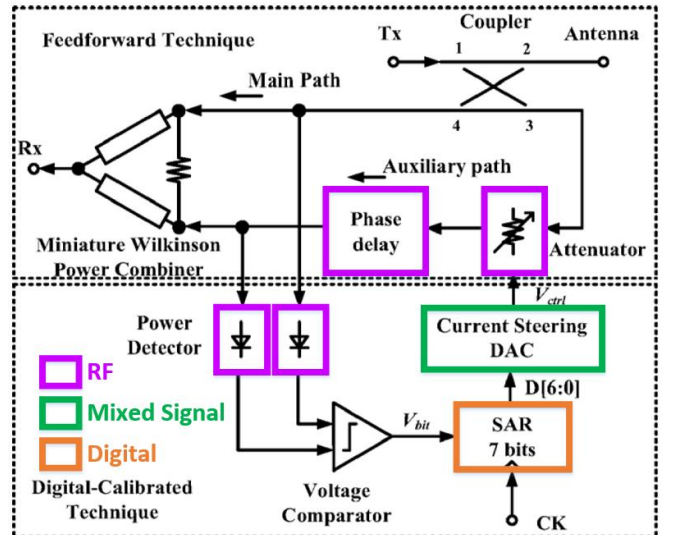 Feedforward Technique
Tx
Coupler
Antenna
1
2
Main Path
4
3
Rx
Auxiliary path
Phase
delay
Attenuator
Miniature Wilkinson
Power Combiner
Vctrl
Power
Detector
Current Steering
DAC
RF
D[6:0]
Mixed Signal
Vbit
SAR
7 bits
Digital
Digital-Calibrated
Technique
Voltage
Comparator
CK